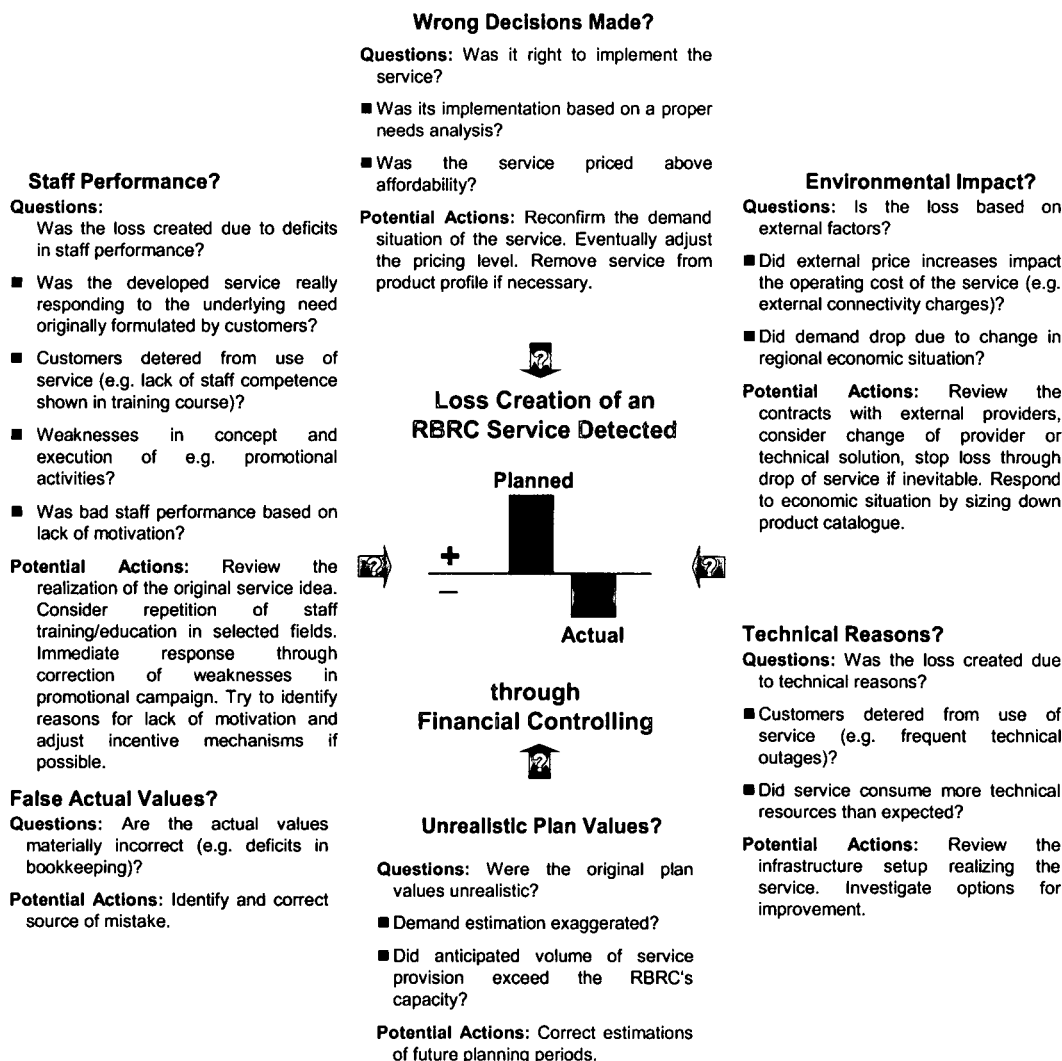 Wrong Decisions Made?
Questions: Was it right to implement the
service?
■ Was its implementation based on a proper
needs analysis?
■ Was the service priced above
affordability?
Potential Actions: Reconfirm the demand
situation of the service. Eventually adjust
the pricing level. Remove service from
product profile if necessary.
Staff Performance?
Questions:
Was the loss created due to deficits
in staff performance?
■ Was the developed service really
responding to the underlying need
originally formulated by customers?
■ Customers detered from use of
service (e.g. lack of staff competence
shown in training course)?
■ Weaknesses in concept and
execution of e.g. promotional
activities?
■ Was bad staff performance based on
lack of motivation?
Potential Actions: Review the
realization of the original service idea.
Consider repetition of staff
training/education in selected fields.
Immediate response through
correction of weaknesses in
promotional campaign. Try to identify
reasons for lack of motivation and
adjust incentive mechanisms if
possible.
False Actual Values?
Questions: Are the actual values
materially incorrect (e.g. deficits in
bookkeeping)?
Potential Actions: Identify and correct
source of mistake.
?
Loss Creation of an
RBRC Service Detected
Planned
?
+
—
?
Actual
through
Financial Controlling
?
Unrealistic Plan Values?
Questions: Were the original plan
values unrealistic?
■ Demand estimation exaggerated?
■ Did anticipated volume of service
provision exceed the RBRC's
capacity?
Potential Actions: Correct estimations
of future planning periods.
Environmental Impact?
Questions: Is the loss based on
external factors?
■ Did external price increases impact
the operating cost of the service (e.g.
external connectivity charges)?
■ Did demand drop due to change in
regional economic situation?
Potential Actions: Review the
contracts with external providers,
consider change of provider or
technical solution, stop loss through
drop of service if inevitable. Respond
to economic situation by sizing down
product catalogue.
Technical Reasons?
Questions: Was the loss created due
to technical reasons?
■ Customers detered from use of
service (e.g. frequent technical
outages)?
■ Did service consume more technical
resources than expected?
Potential Actions: Review the
infrastructure setup realizing the
service. Investigate options for
improvement.